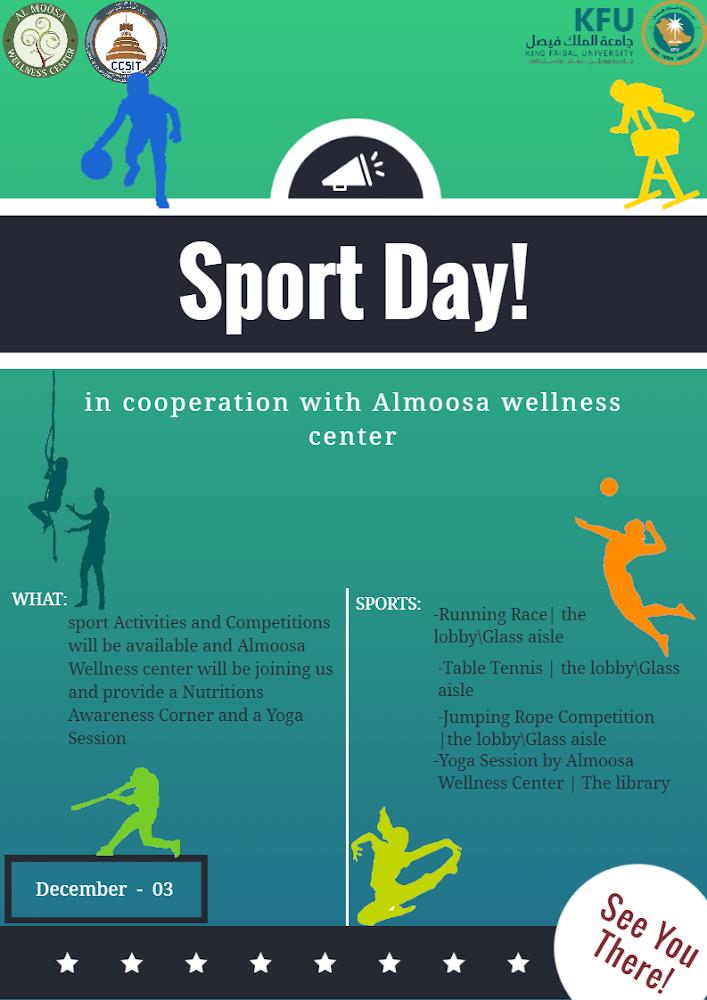 AL MOOSA
WELLNESS CENTER
CCSIT
KFU
جامعة الملك فيصل
KING FAISAL UNIVERSITY
Sport Day!
in cooperation with Almoosa wellness
center
WHAT:
sport Activities and Competitions
will be available and Almoosa
Wellness center will be joining us
and provide a Nutritions
Awareness Corner and a Yoga
Session
SPORTS:
-Running Race| the
lobby\Glass aisle
-Table Tennis | the lobby\Glass
aisle
-Jumping Rope Competition
|the lobby\Glass aisle
-Yoga Session by Almoosa
Wellness Center | The library
December - 03
See You
There!